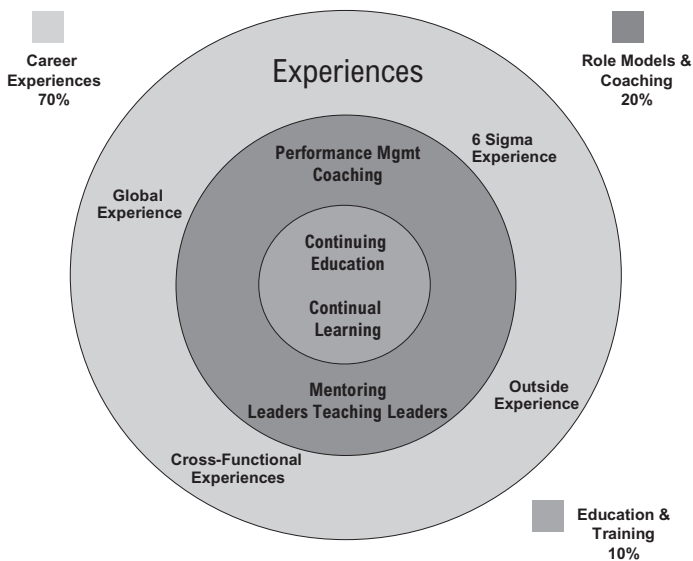 Career
Experiences
70%
Role Models &
Coaching
20%
Experiences
6 Sigma
Experience
Performance Mgmt
Coaching
Global
Experience
Continuing
Education
Continual
Learning
Mentoring
Leaders Teaching Leaders
Outside
Experience
Cross-Functional
Experiences
Education &
Training
10%